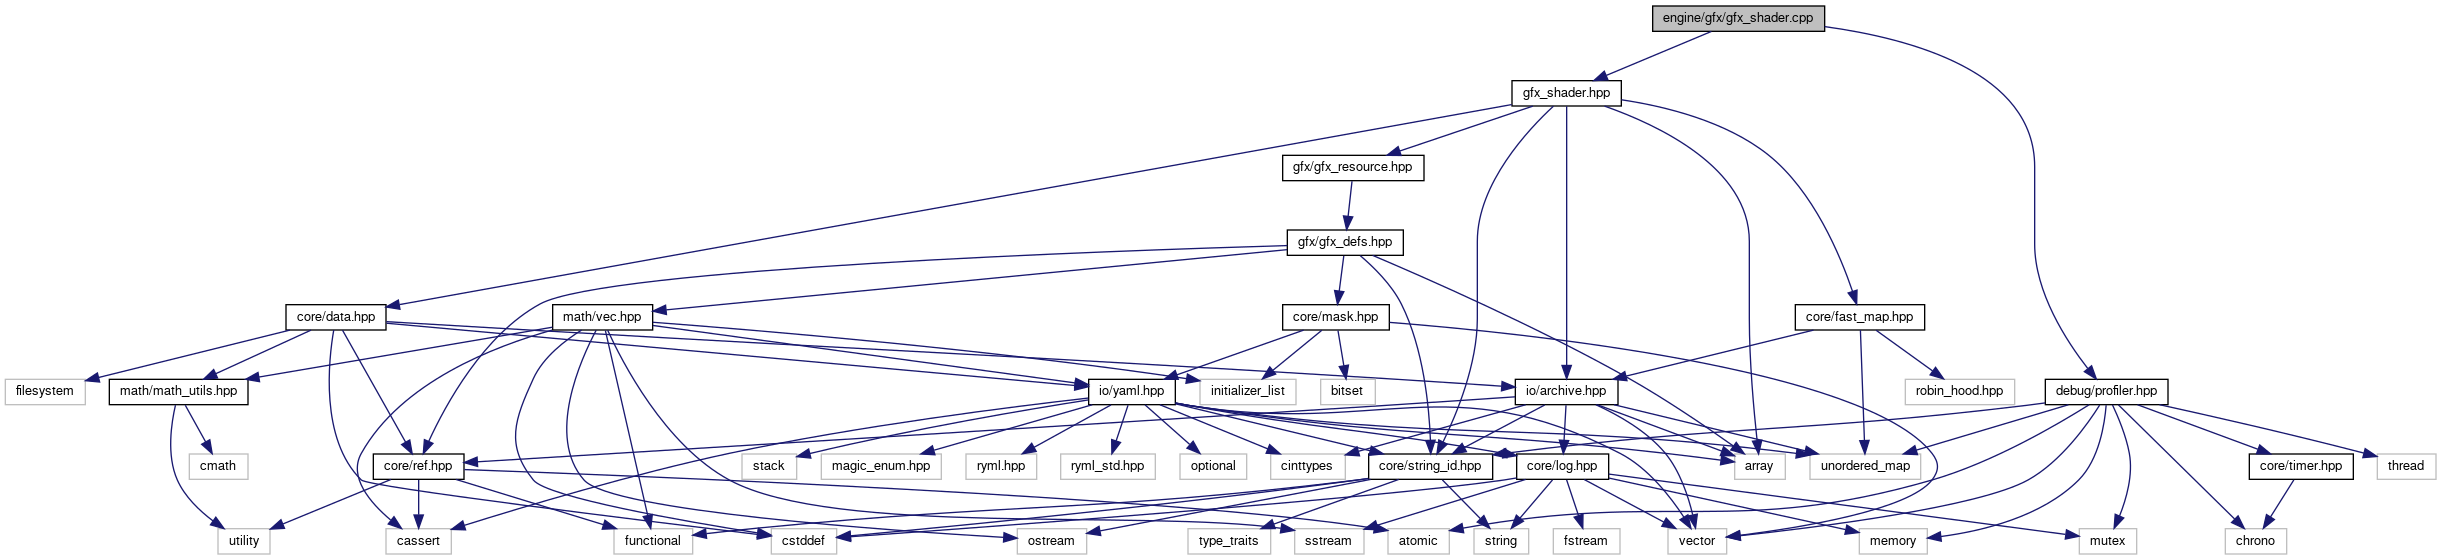 engine/gfx/gfx_shader.cpp
gfx_shader.hpp
gfx/gfx_resource.hpp
gfx/gfx_defs.hpp
core/data.hpp
math/vec.hpp
core/mask.hpp
core/fast_map.hpp
filesystem
math/math_utils.hpp
io/yaml.hpp
initializer_list
bitset
io/archive.hpp
robin_hood.hpp
debug/profiler.hpp
cmath
core/ref.hpp
stack
magic_enum.hpp
ryml.hpp
ryml_std.hpp
optional
cinttypes
core/string_id.hpp
core/log.hpp
array
unordered_map
core/timer.hpp
thread
utility
cassert
functional
cstddef
ostream
type_traits
sstream
atomic
string
fstream
vector
memory
mutex
chrono